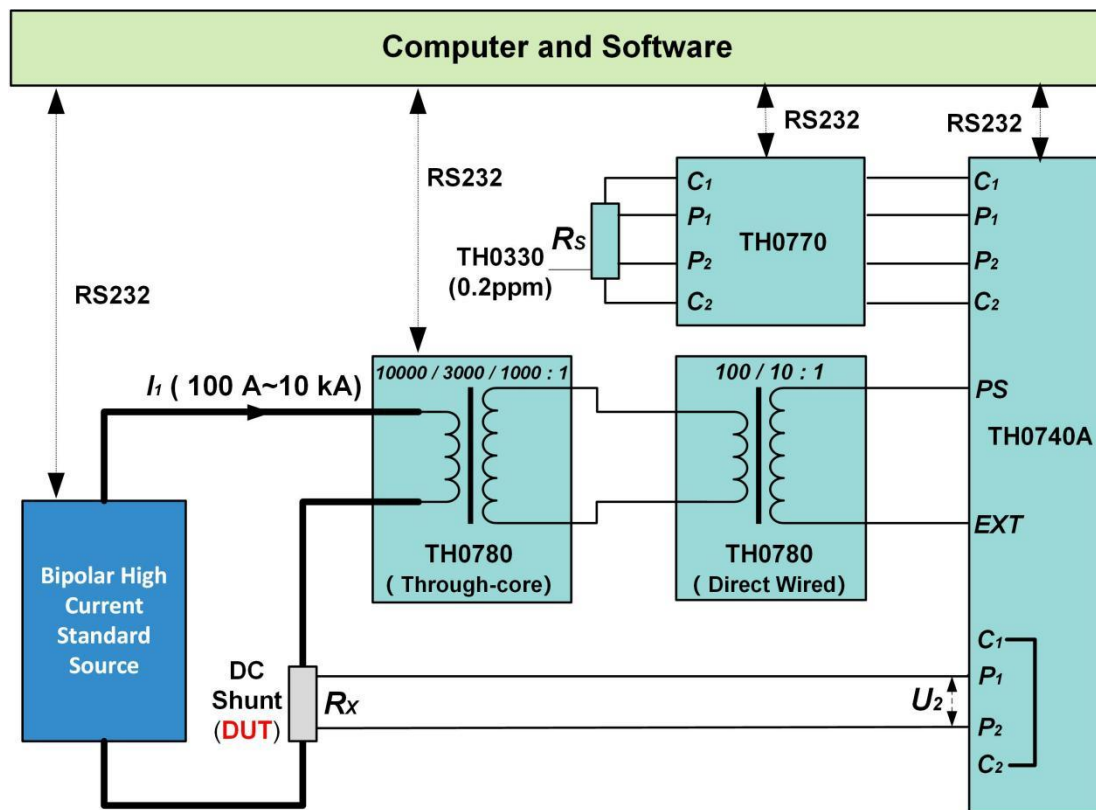 Computer and Software
RS232
RS232
RS232
RS232
C1
P1
P2
C2
TH0770
C1
P1
P2
C2
RS
TH0330
(0.2ppm)
I1 ( 100 A~10 kA)
10000 / 3000 / 1000 : 1
TH0780
( Through-core)
100 / 10 : 1
TH0780
( Direct Wired)
PS
TH0740A
EXT
Bipolar High
Current
Standard
Source
DC
Shunt
(DUT)
RX
U2
C1
P1
P2
C2